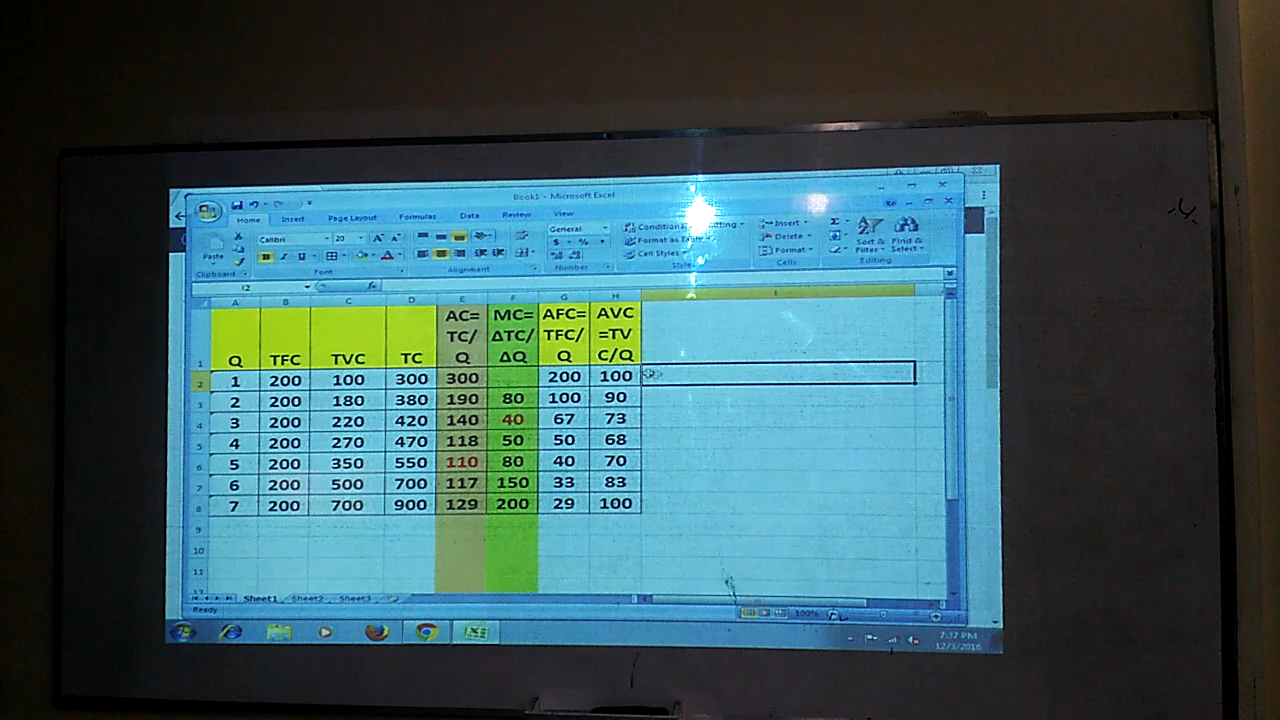 Book1 - Microsoft Excel
Home Insert Page Layout Formulas Data Review View
Calibri 20 A A General Insert Σ
Paste B I U A $ % , Format as Delete Sort & Find &
Cell Styles Format Filter Select
Clipboard Font Alignment Number Styles Cells Editing
I2 fx
A B C D E F G H I
1 Q TFC TVC TC AC= TC/ Q MC= ΔTC/ ΔQ AFC= TFC/ Q AVC =TV C/Q
2 1 200 100 300 300 200 100
3 2 200 180 380 190 80 100 90
4 3 200 220 420 140 40 67 73
5 4 200 270 470 118 50 50 68
6 5 200 350 550 110 80 40 70
7 6 200 500 700 117 150 33 83
8 7 200 700 900 129 200 29 100
9
10
11
Sheet1 Sheet2 Sheet3
Ready 100%
7:37 PM
12/3/2016